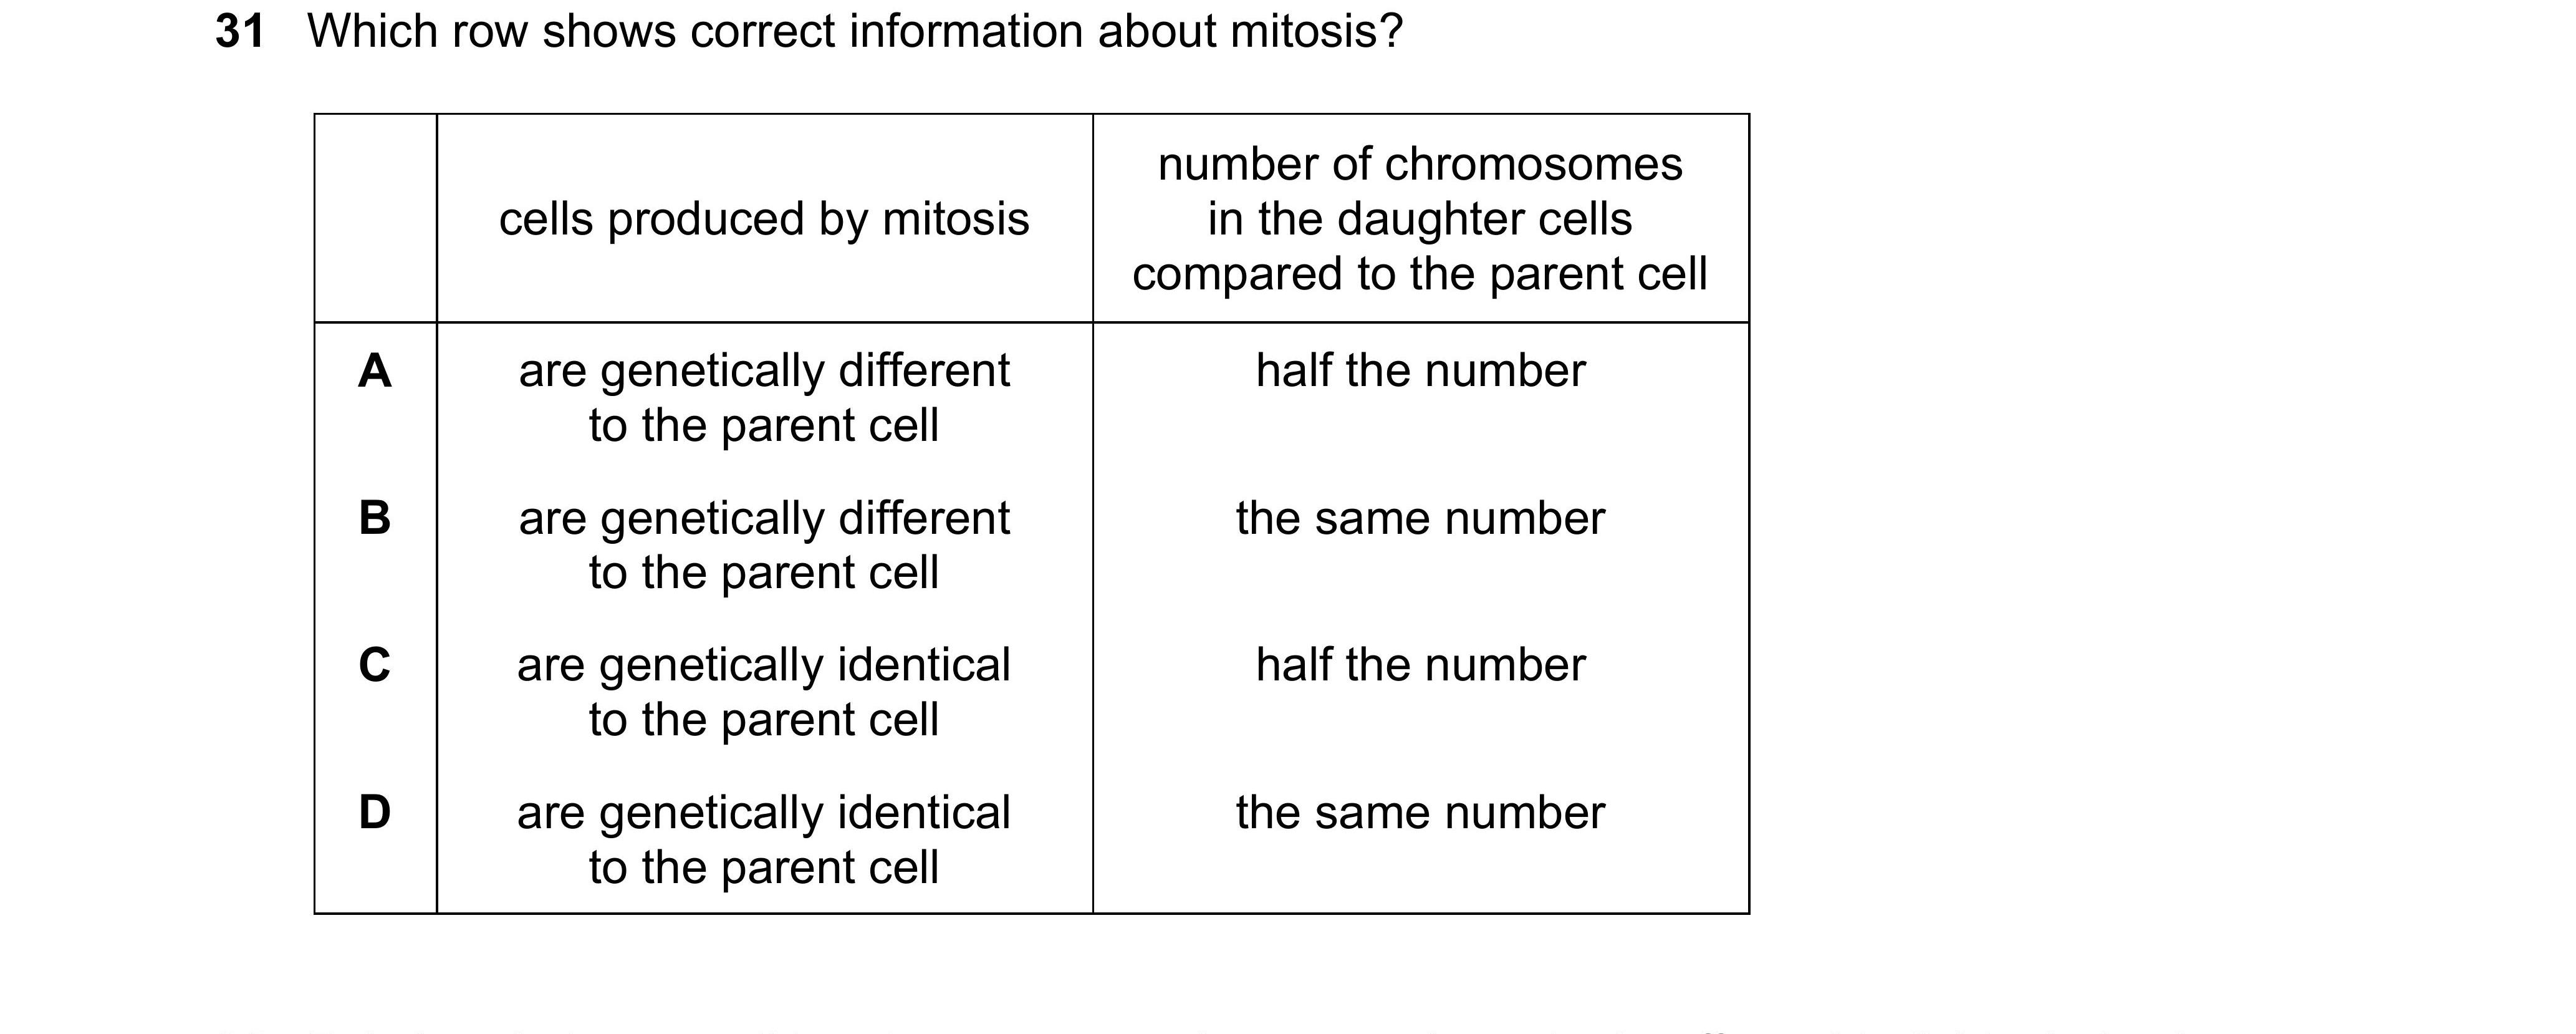 31 Which row shows correct information about mitosis?
cells produced by mitosis
number of chromosomes
in the daughter cells
compared to the parent cell
A are genetically different half the number
to the parent cell
B are genetically different the same number
to the parent cell
C are genetically identical half the number
to the parent cell
D are genetically identical the same number
to the parent cell